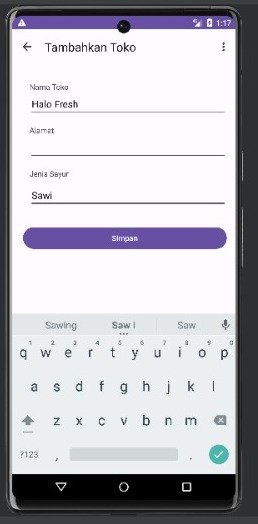 1:17
Tambahkan Toko
Nama Toko
Halo Fresh
Alamat
Jenis Sayur
Sawi
Simpan
Sawing Saw I Saw
1 2 3 4 5 6 7 8 9 0
q w e r t y u i o p
a s d f g h j k l
z x c v b n m
?123 , .